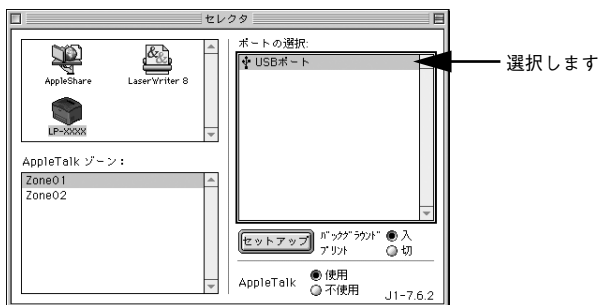 セレクタ
AppleShare
LaserWriter 8
LP-XXXX
AppleTalk ゾーン：
Zone01
Zone02
ポートの選択:
USBポート
選択します
セットアップ
バックグラウンド
プリント
入
切
AppleTalk
使用
不使用
J1-7.6.2